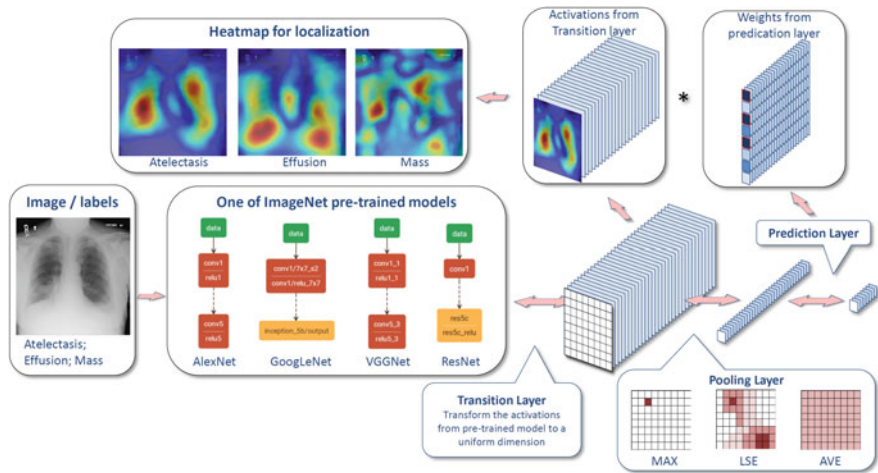 Heatmap for localization
Atelectasis
Effusion
Mass
Activations from
Transition layer
*
Weights from
predication layer
Image / labels
Atelectasis;
Effusion; Mass
One of ImageNet pre-trained models
data
conv1
relu1
conv5
relu5
AlexNet
data
conv1/7x7_s2
conv1/relu_7x7
inception_5b/output
GoogLeNet
data
conv1_1
relu1_1
conv5_3
relu5_3
VGGNet
data
conv1
res5c
res5c_relu
ResNet
Prediction Layer
Transition Layer
Transform the activations
from pre-trained model to a
uniform dimension
Pooling Layer
MAX
LSE
AVE